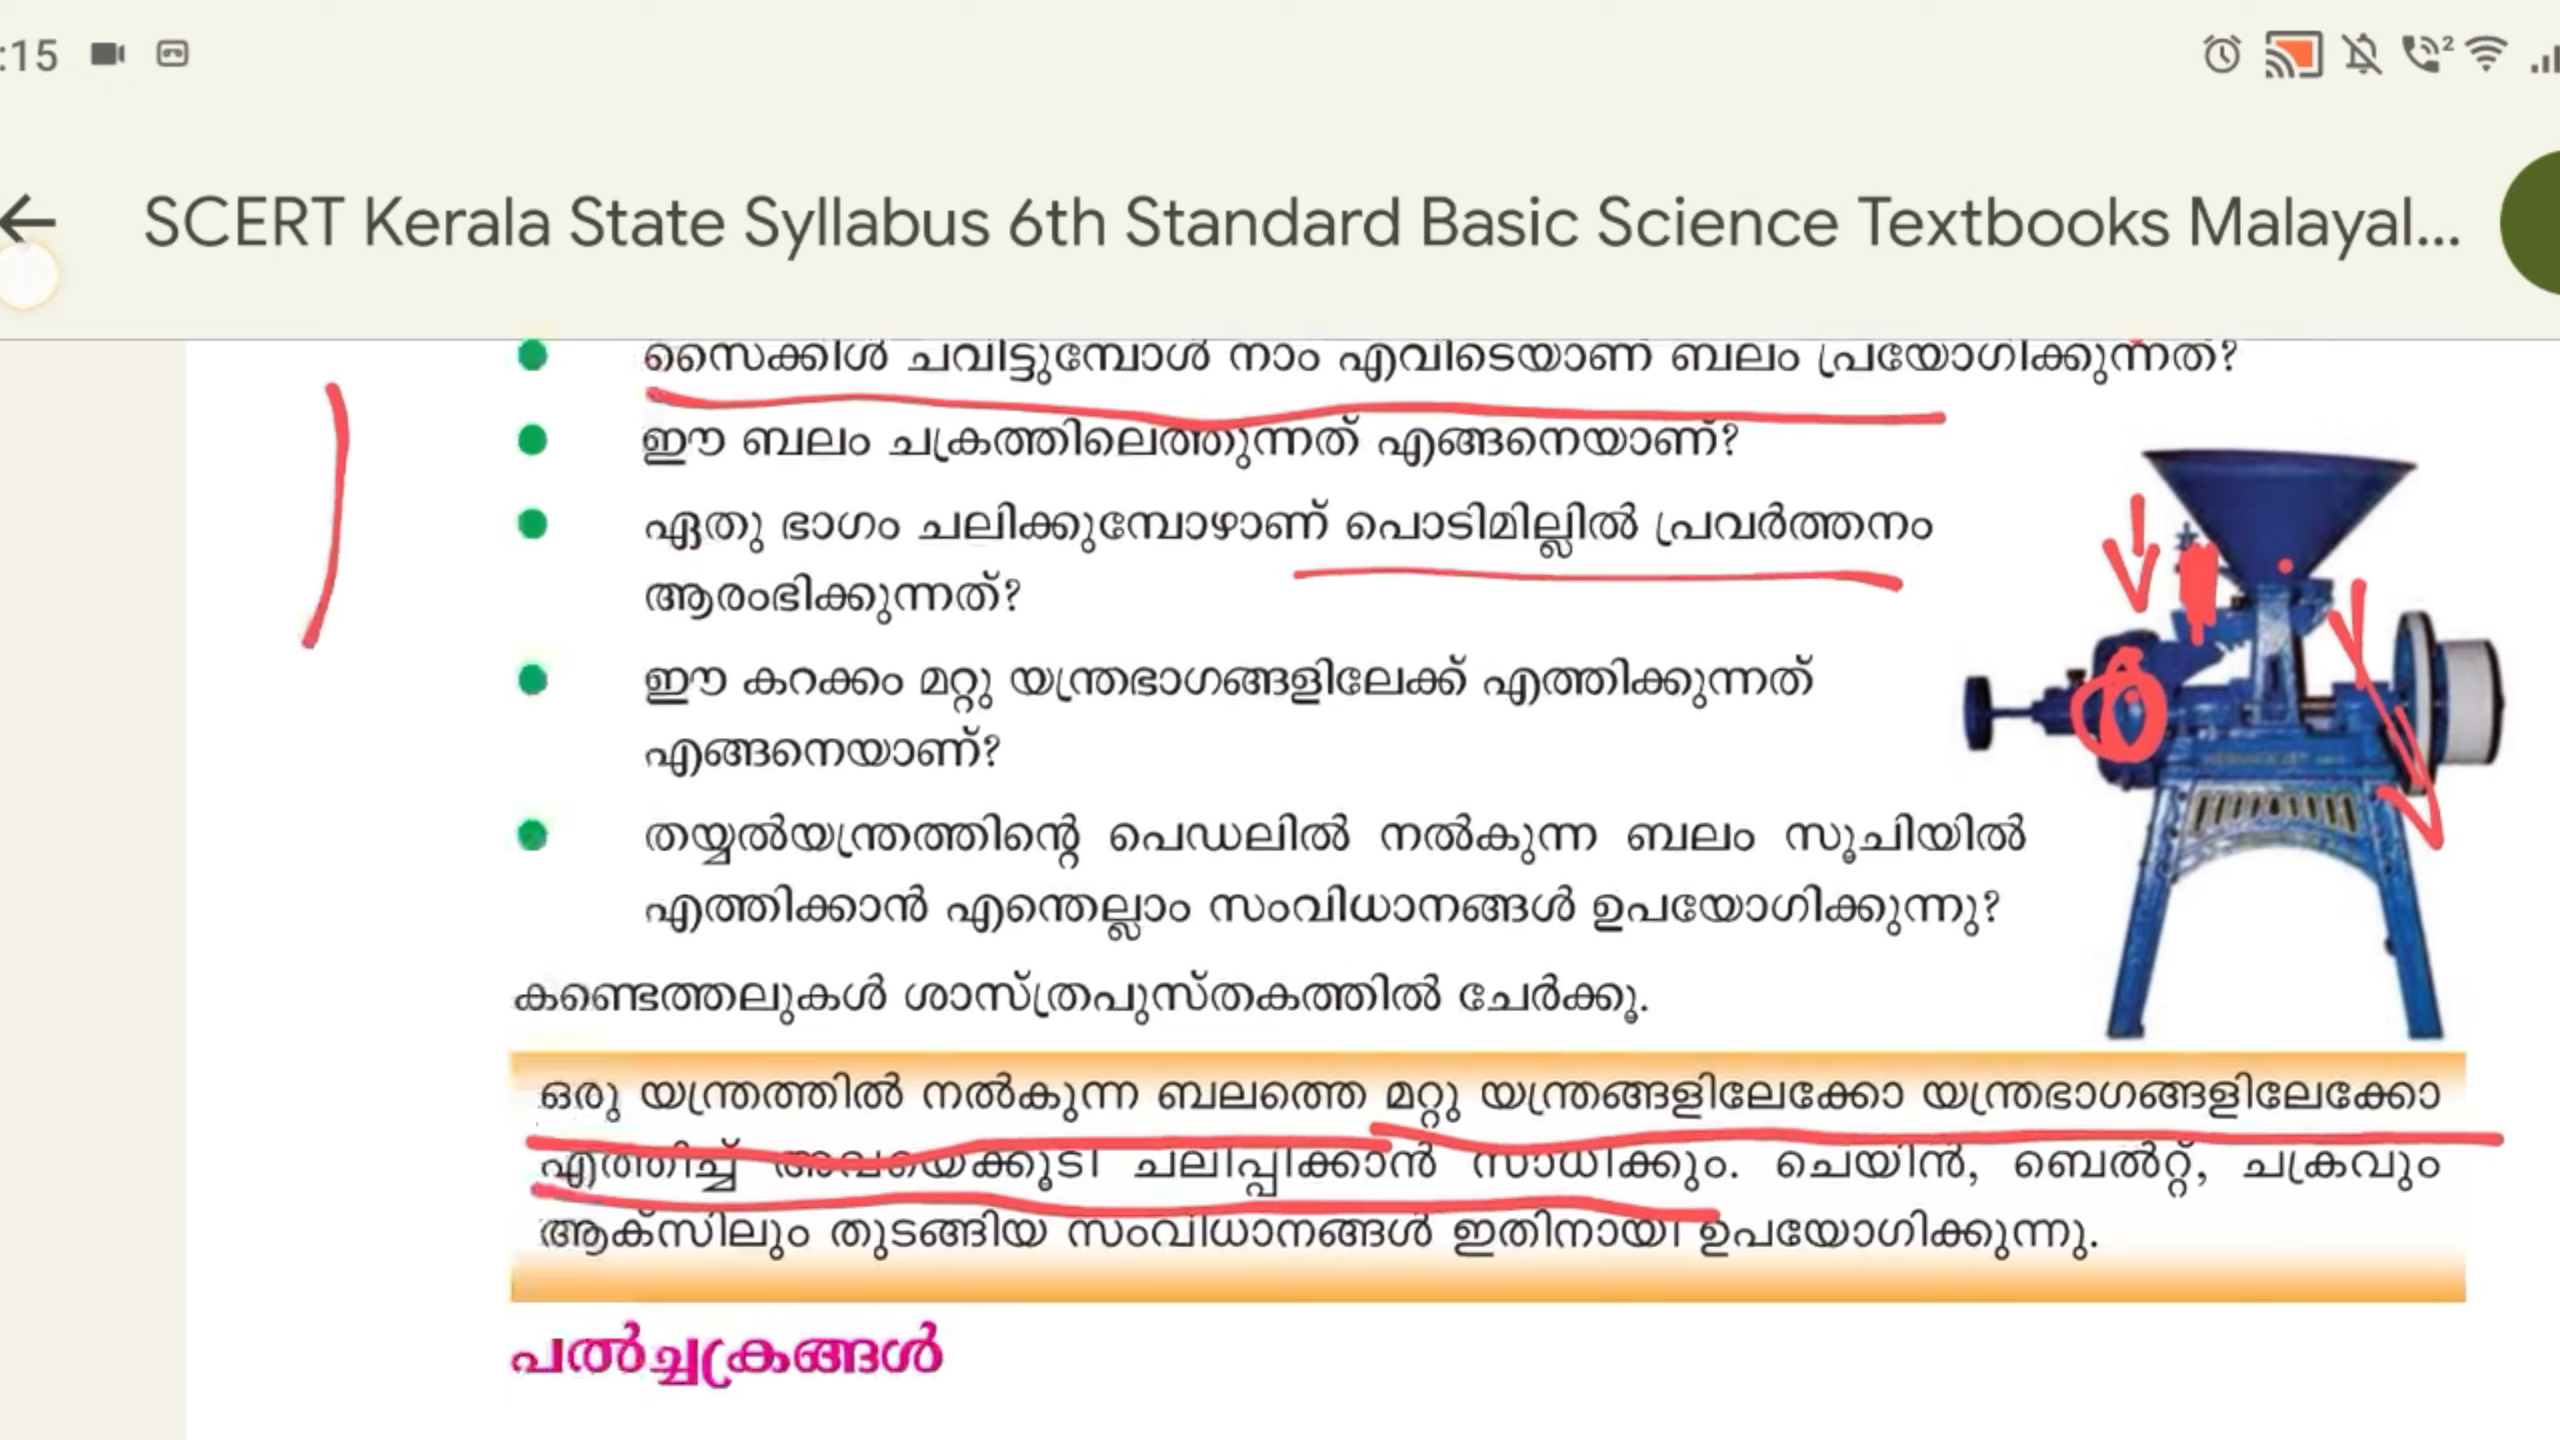 :15
2
SCERT Kerala State Syllabus 6th Standard Basic Science Textbooks Malayal...
സൈക്കിൾ ചവിട്ടുമ്പോൾ നാം എവിടെയാണ് ബലം പ്രയോഗിക്കുന്നത്?
ഈ ബലം ചക്രത്തിലെത്തുന്നത് എങ്ങനെയാണ്?
ഏതു ഭാഗം ചലിക്കുമ്പോഴാണ് പൊടിമില്ലിൽ പ്രവർത്തനം
ആരംഭിക്കുന്നത്?
ഈ കറക്കം മറ്റു യന്ത്രഭാഗങ്ങളിലേക്ക് എത്തിക്കുന്നത്
എങ്ങനെയാണ്?
തയ്യൽയന്ത്രത്തിന്റെ പെഡലിൽ നൽകുന്ന ബലം സൂചിയിൽ
എത്തിക്കാൻ എന്തെല്ലാം സംവിധാനങ്ങൾ ഉപയോഗിക്കുന്നു?
കണ്ടെത്തലുകൾ ശാസ്ത്രപുസ്തകത്തിൽ ചേർക്കൂ.
ഒരു യന്ത്രത്തിൽ നൽകുന്ന ബലത്തെ മറ്റു യന്ത്രങ്ങളിലേക്കോ യന്ത്രഭാഗങ്ങളിലേക്കോ
എത്തിച്ച് അവയെക്കൂടി ചലിപ്പിക്കാൻ സാധിക്കും. ചെയിൻ, ബെൽറ്റ്, ചക്രവും
ആക്സിലും തുടങ്ങിയ സംവിധാനങ്ങൾ ഇതിനായി ഉപയോഗിക്കുന്നു.
പൽച്ചക്രങ്ങൾ